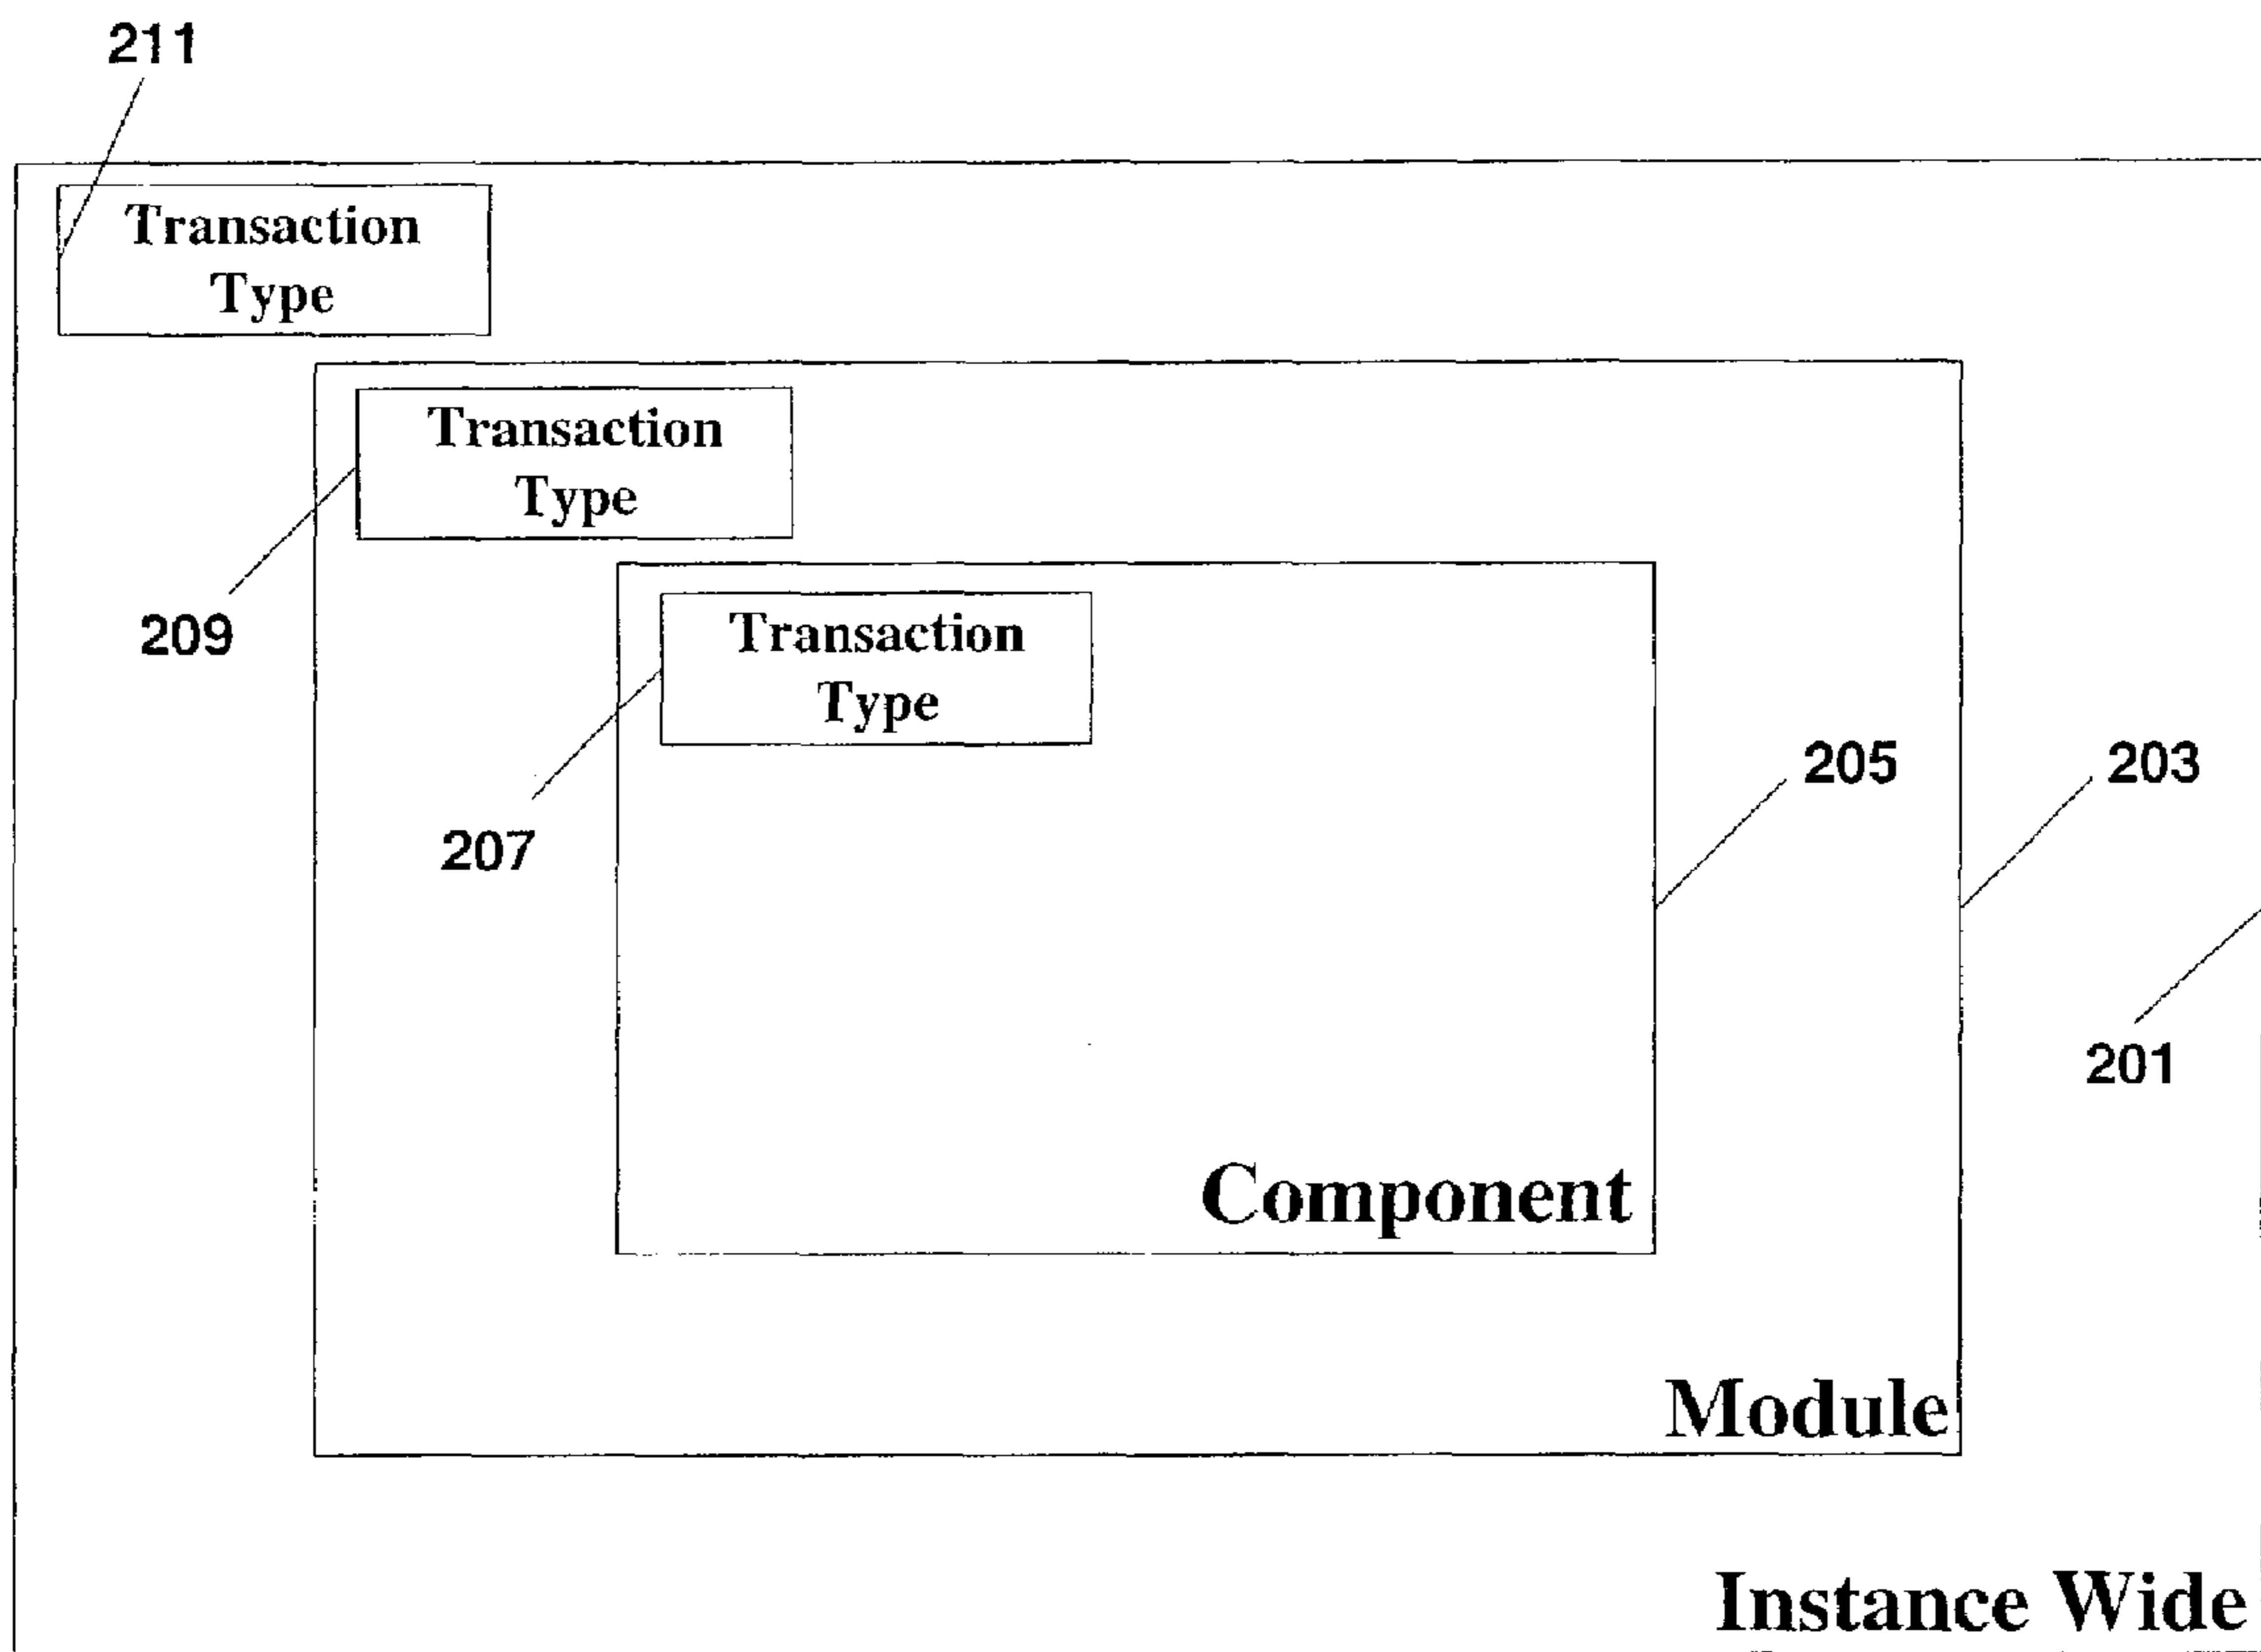 211
Transaction
Type
Transaction
Type
209
Transaction
Type
207
205
203
201
Component
Module
Instance Wide